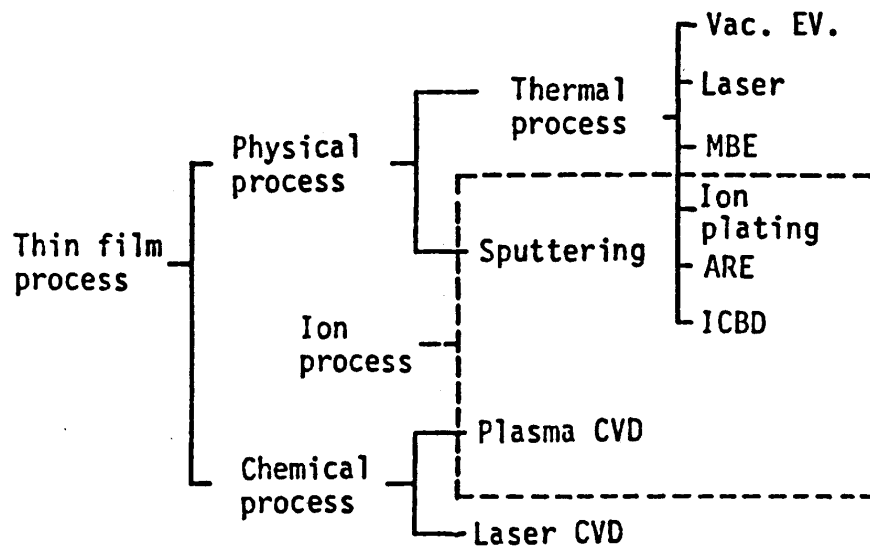 Vac. EV.
Thermal
process
Laser
Physical
process
MBE
Ion
plating
Thin film
process
Sputtering
ARE
Ion
process
ICBD
Plasma CVD
Chemical
process
Laser CVD